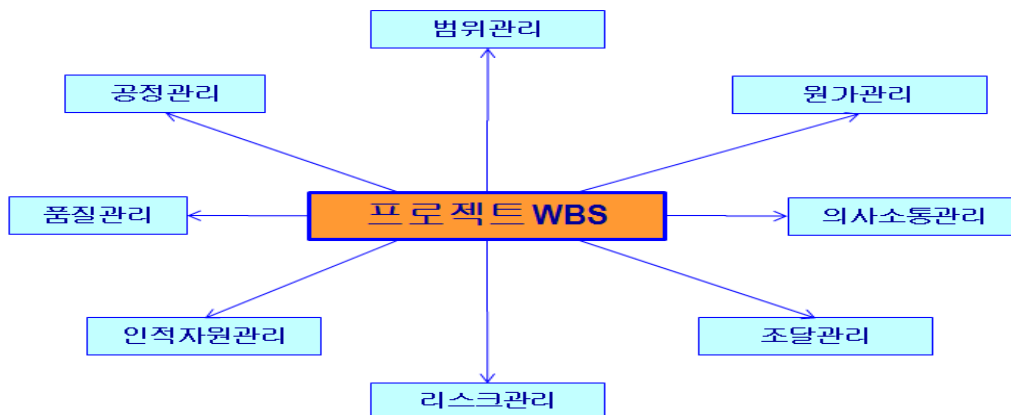 범위관리
공정관리
원가관리
품질관리
프로젝트 WBS
의사소통관리
인적자원관리
조달관리
리스크관리